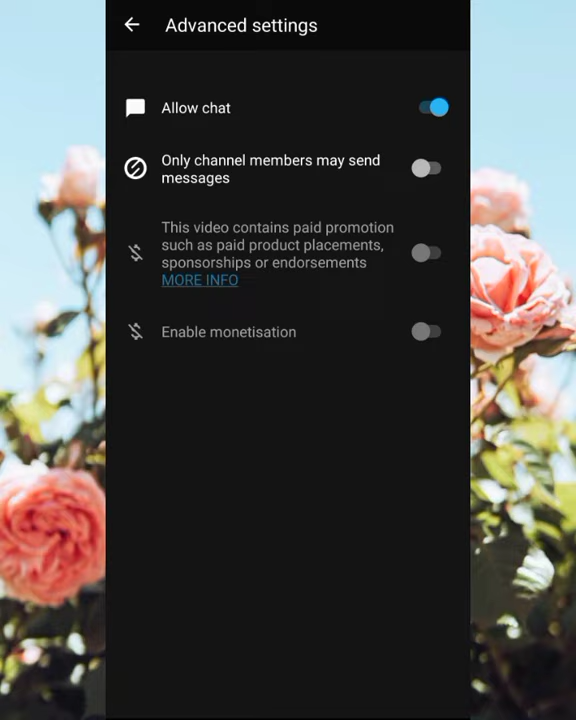 Advanced settings
Allow chat
Only channel members may send
messages
This video contains paid promotion
such as paid product placements,
sponsorships or endorsements
MORE INFO
Enable monetisation